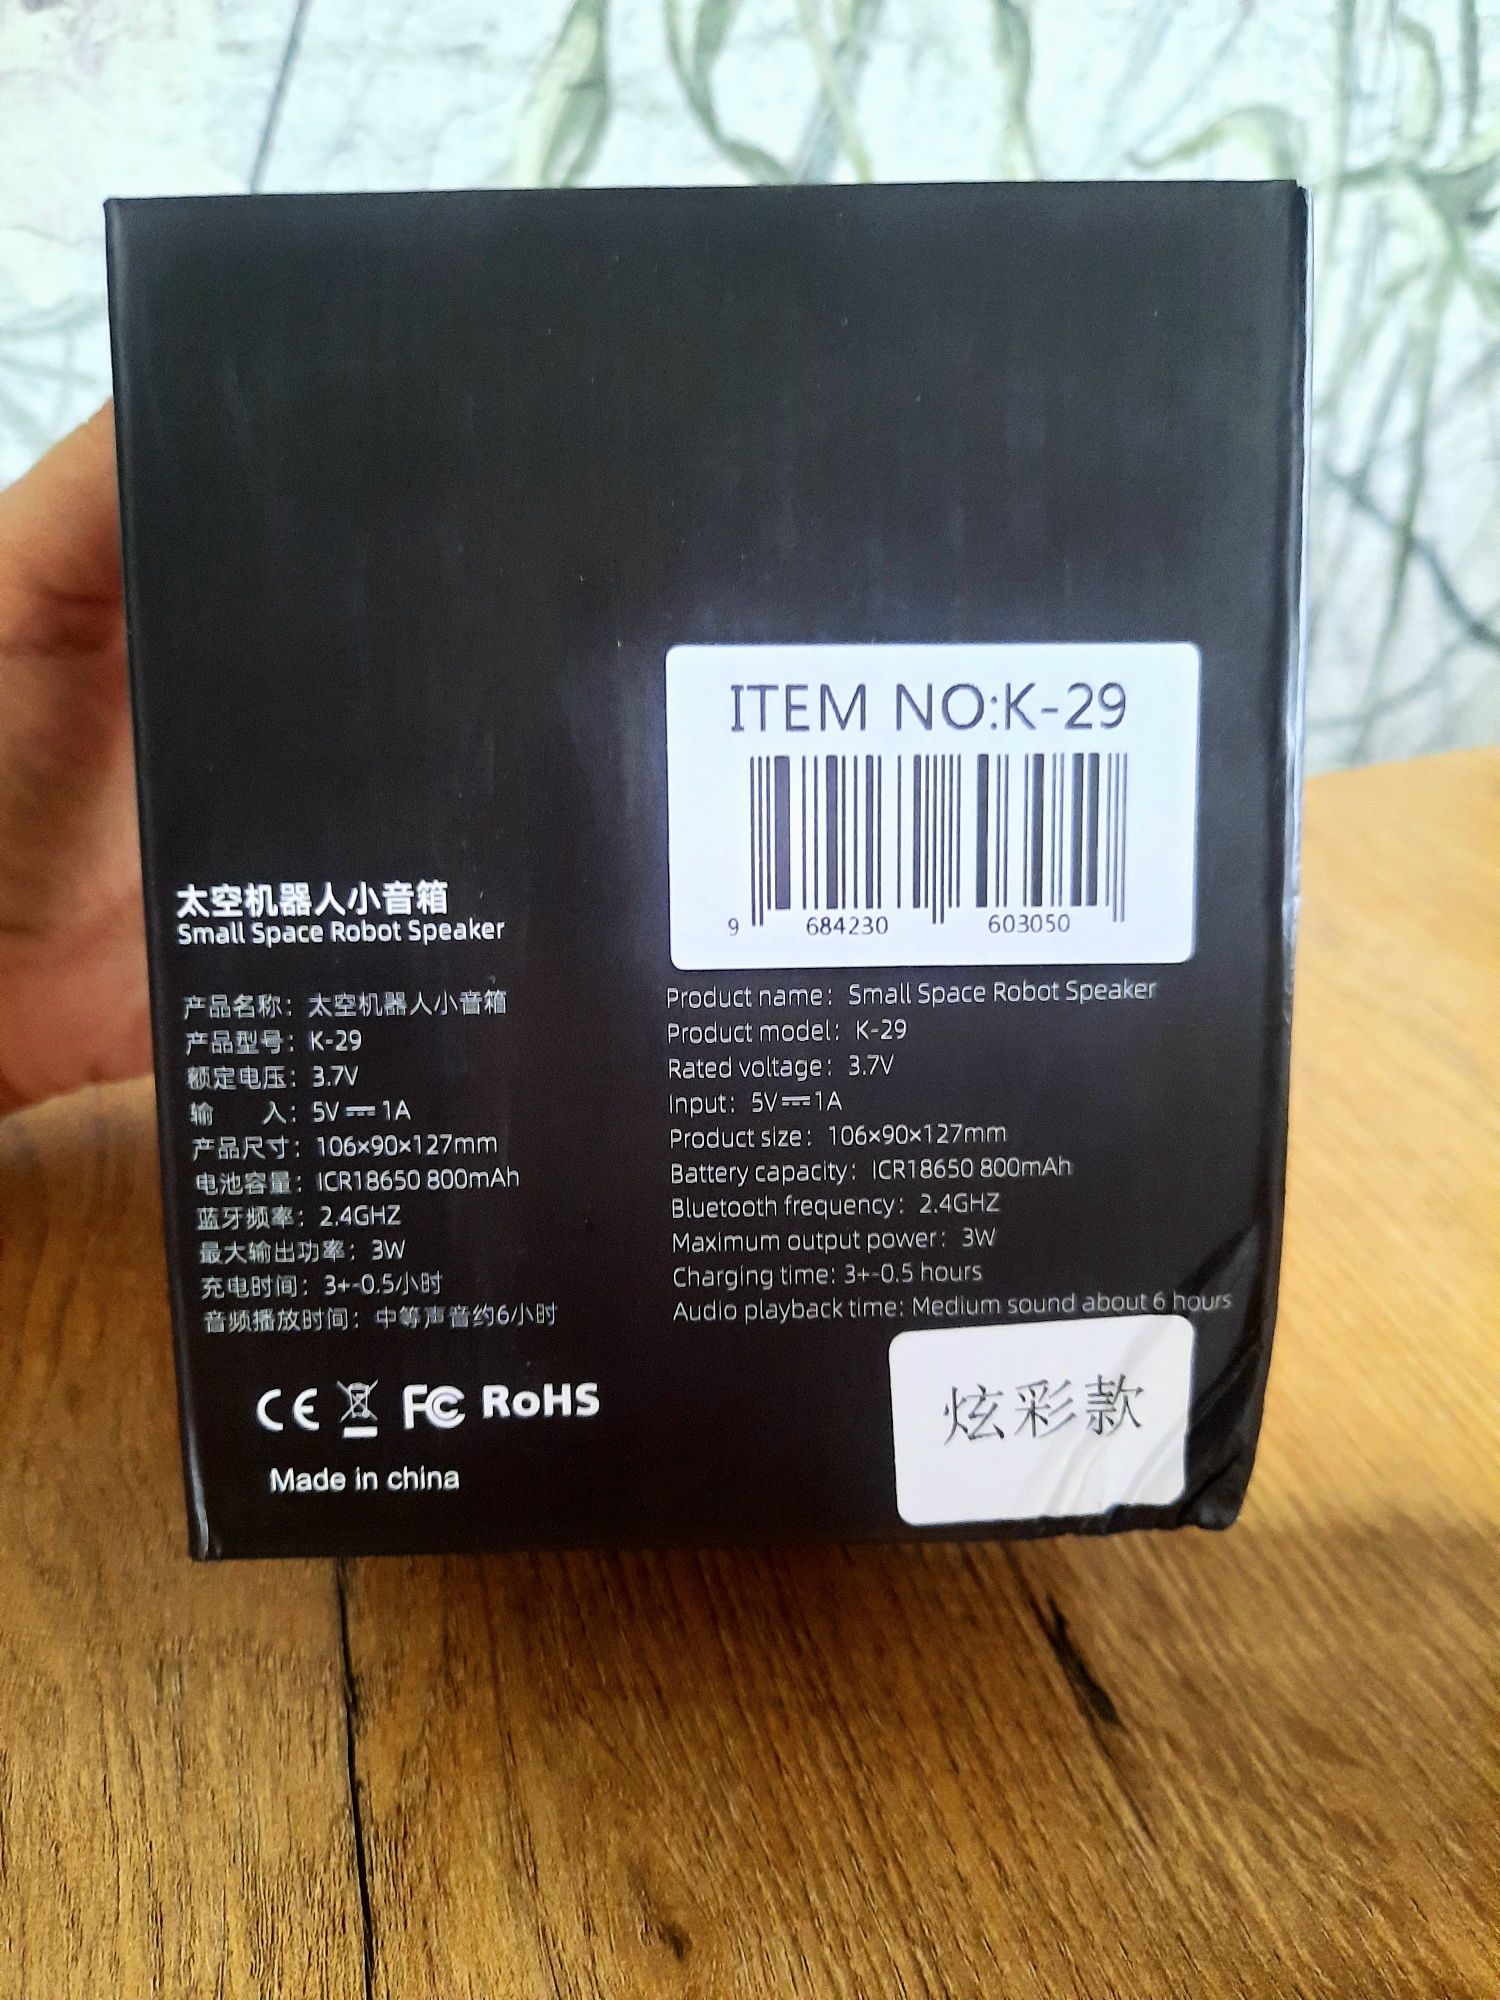 ITEM NO:K-29
9 684230 603050
太空机器人小音箱
Small Space Robot Speaker
产品名称：太空机器人小音箱
产品型号：K-29
额定电压：3.7V
输 入：5V⎓1A
产品尺寸：106×90×127mm
电池容量：ICR18650 800mAh
蓝牙频率：2.4GHZ
最大输出功率：3W
充电时间：3+-0.5小时
音频播放时间：中等声音约6小时
Product name：Small Space Robot Speaker
Product model：K-29
Rated voltage：3.7V
Input：5V⎓1A
Product size：106×90×127mm
Battery capacity：ICR18650 800mAh
Bluetooth frequency：2.4GHZ
Maximum output power：3W
Charging time: 3+-0.5 hours
Audio playback time: Medium sound about 6 hours
CE FC RoHS
Made in china
炫彩款